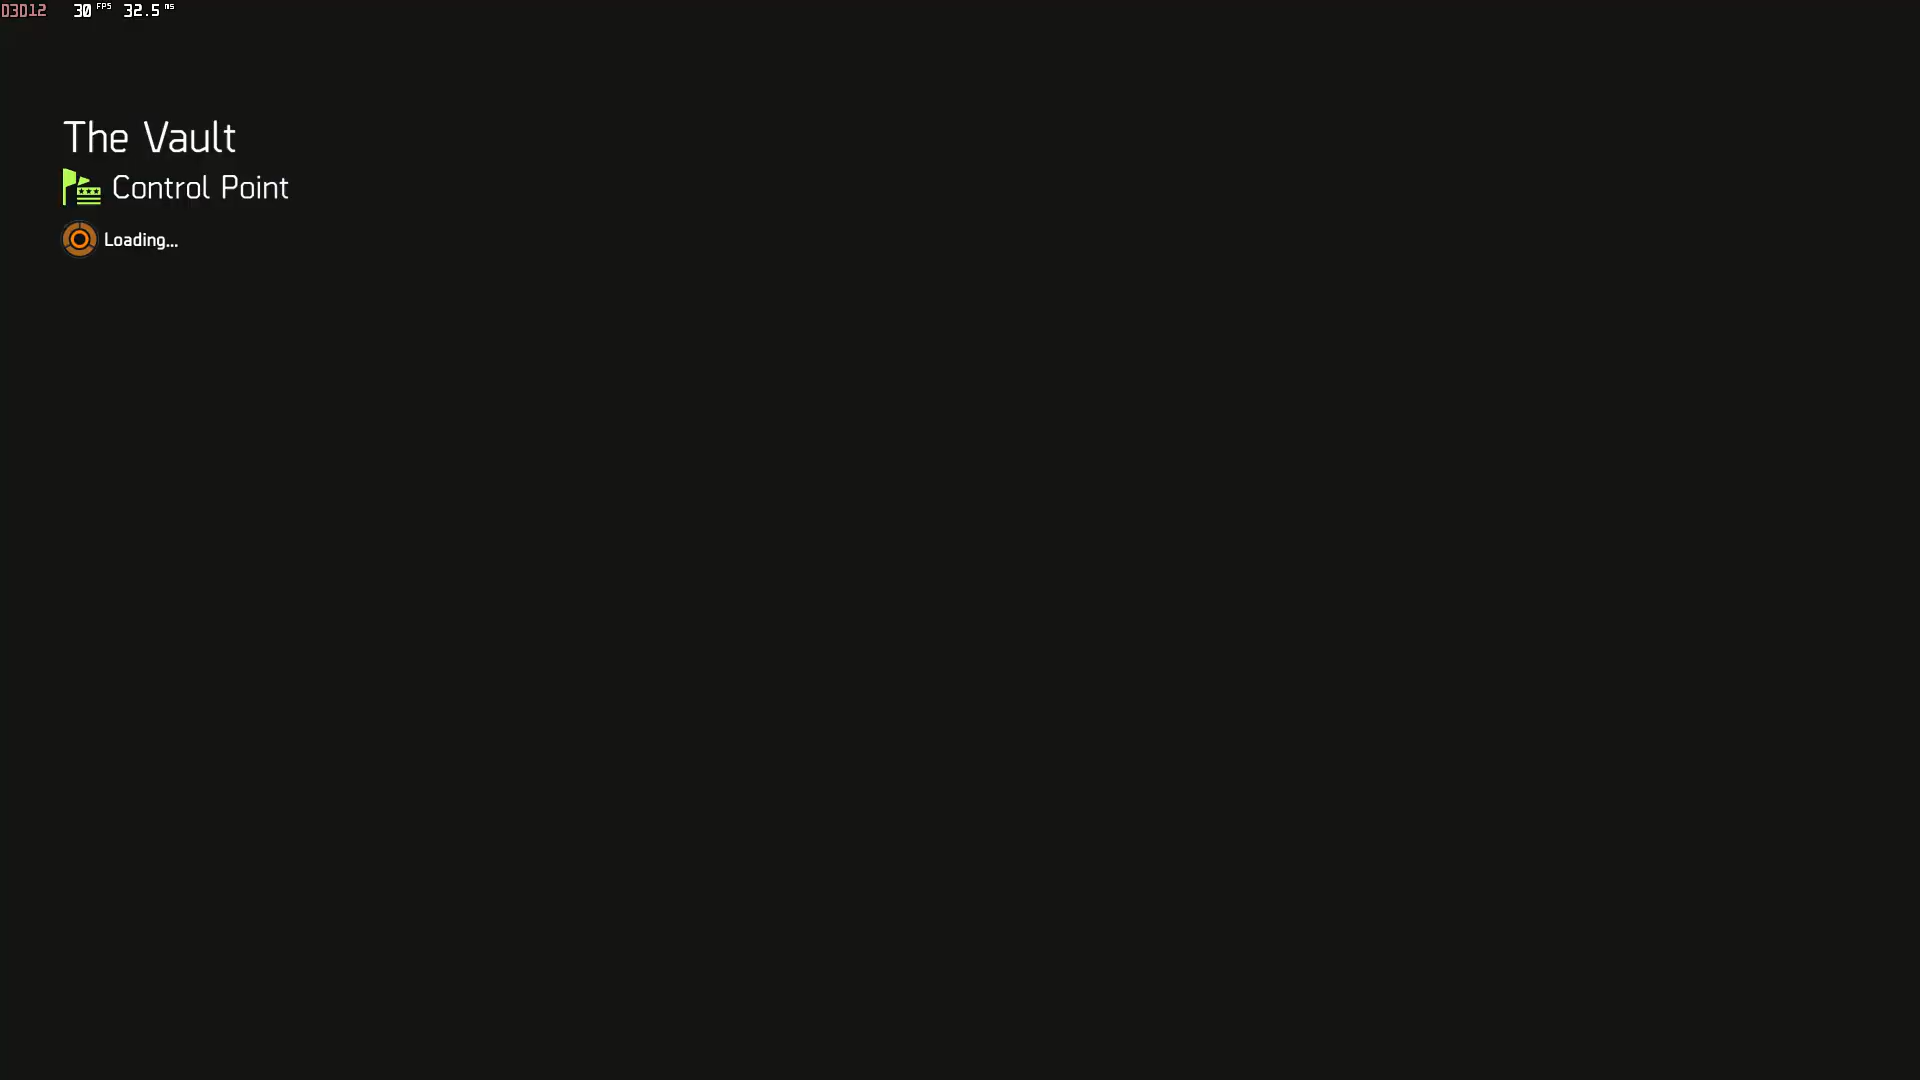 D3D12 30 FPS 32.5 ms
The Vault
Control Point
Loading...